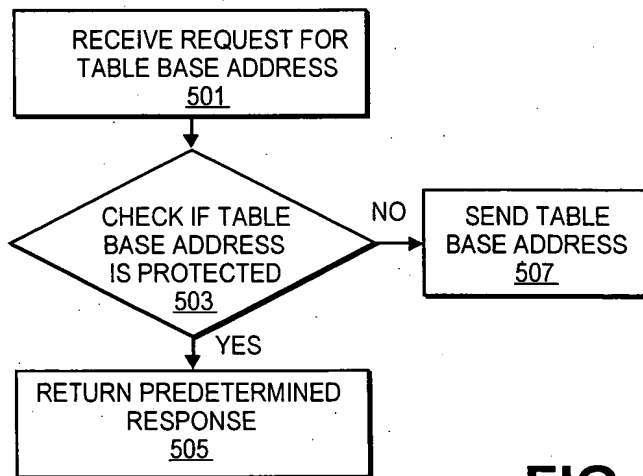 RECEIVE REQUEST FOR
TABLE BASE ADDRESS
501
CHECK IF TABLE
BASE ADDRESS
IS PROTECTED
503
NO
SEND TABLE
BASE ADDRESS
507
YES
RETURN PREDETERMINED
RESPONSE
505